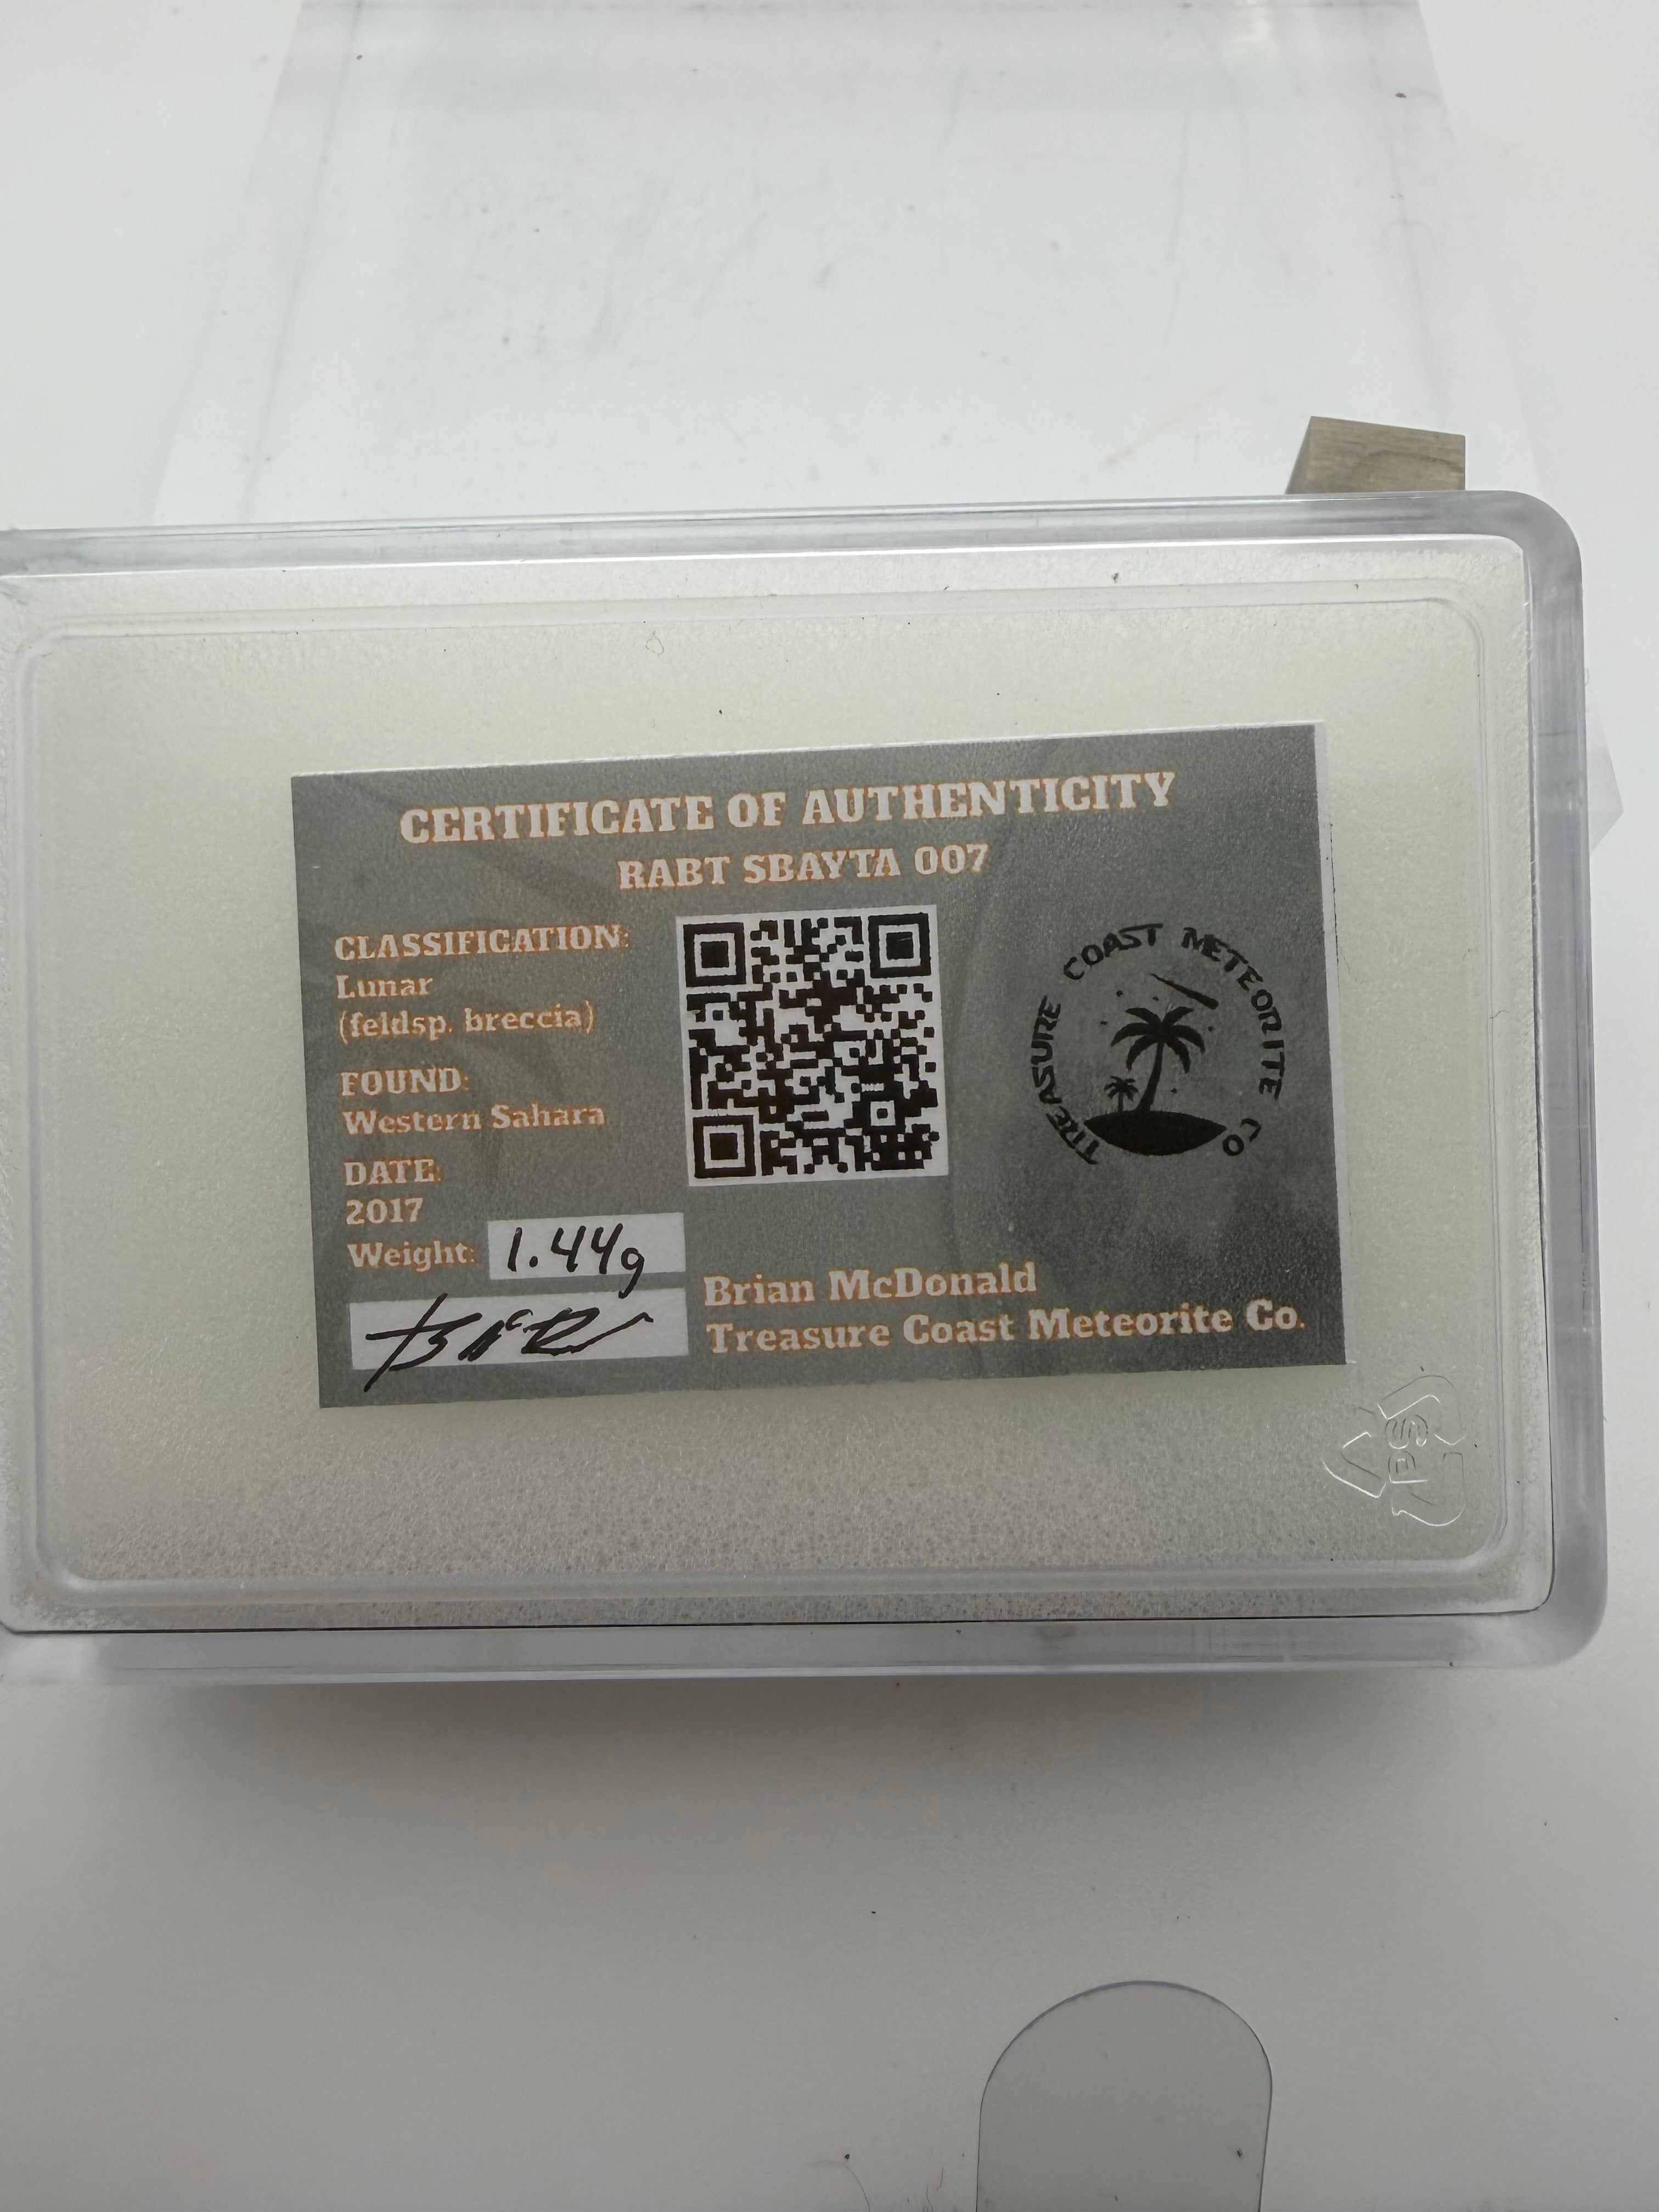 CERTIFICATE OF AUTHENTICITY
RABT SBAYTA 007
CLASSIFICATION:
Lunar
(feldsp. breccia)
FOUND:
Western Sahara
DATE:
2017
Weight: 1.44g
TREASURE COAST METEORITE CO
Brian McDonald
Treasure Coast Meteorite Co.
PS